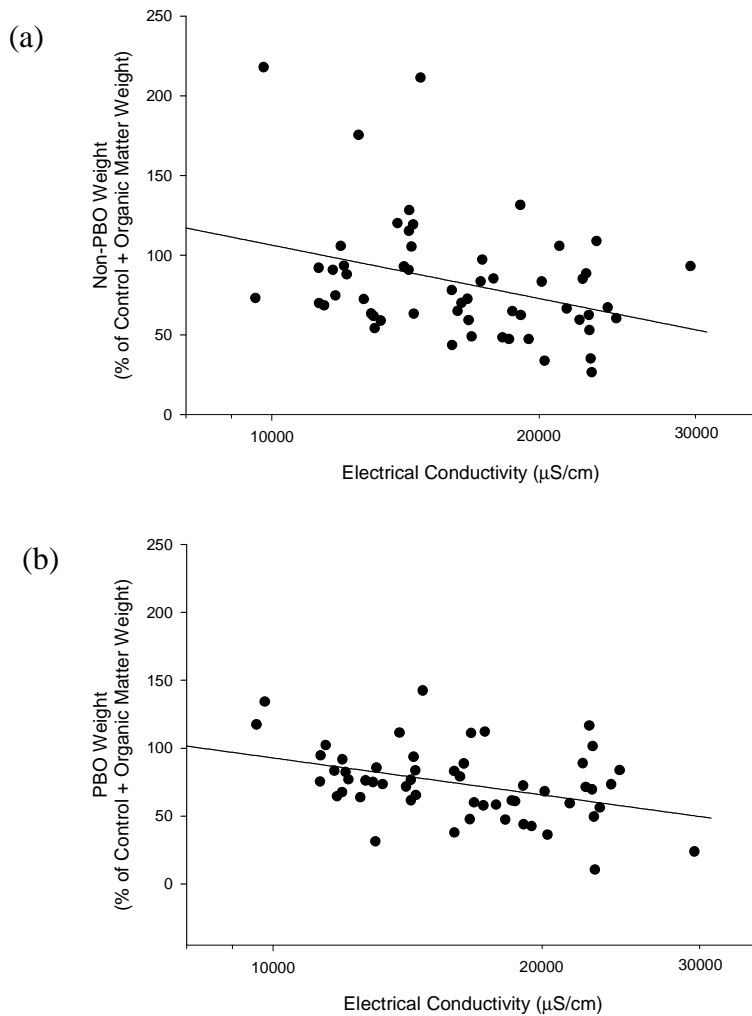 (a)
250
200
150
100
50
0
Non-PBO Weight
(% of Control + Organic Matter Weight)
10000 20000 30000
Electrical Conductivity (μS/cm)
(b)
250
200
150
100
50
0
PBO Weight
(% of Control + Organic Matter Weight)
10000 20000 30000
Electrical Conductivity (μS/cm)